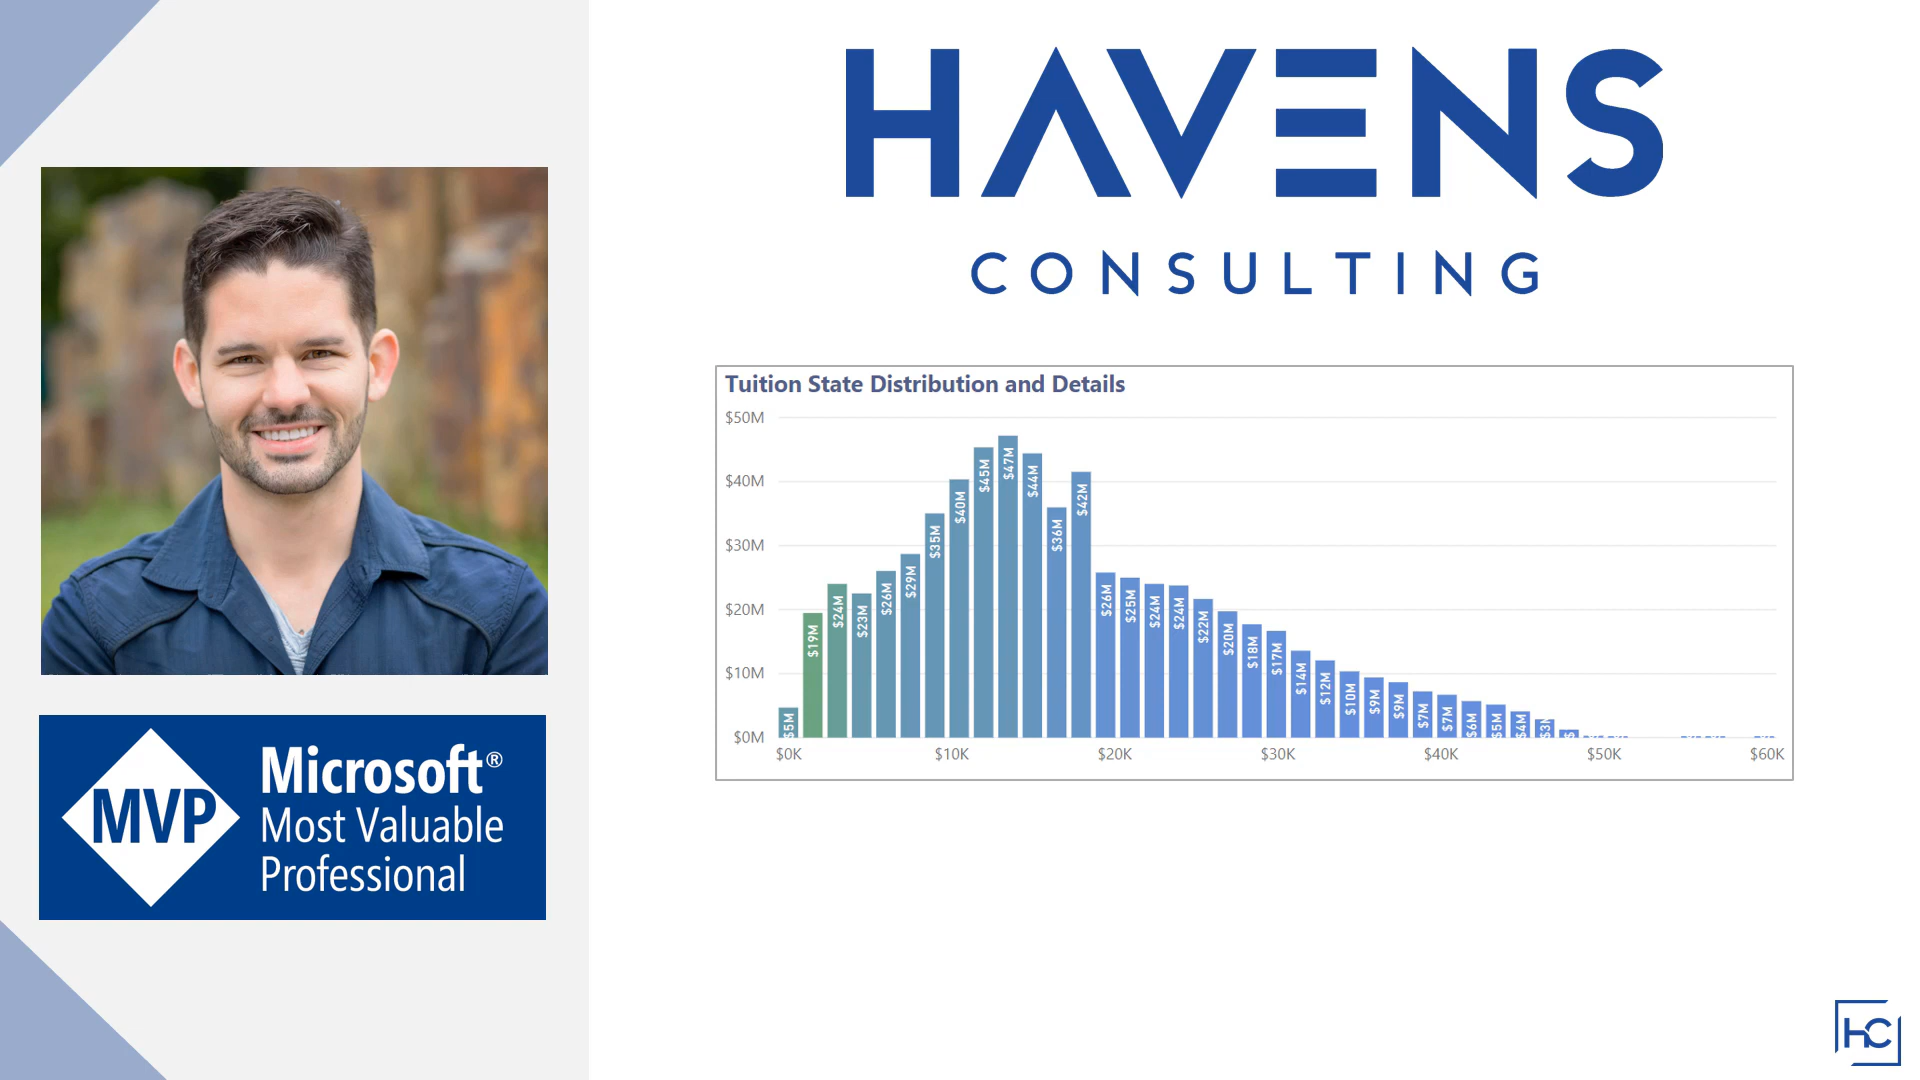 HAVENS
CONSULTING
MVP
Microsoft®
Most Valuable
Professional
Tuition State Distribution and Details
$50M
$40M
$30M
$20M
$10M
$0M
$5M $19M $24M $23M $26M $29M $35M $40M $45M $47M $44M $36M $42M $26M $25M $24M $24M $22M $20M $18M $17M $14M $12M $10M $9M $9M $7M $7M $6M $5M $4M $3M
$0K $10K $20K $30K $40K $50K $60K
HC